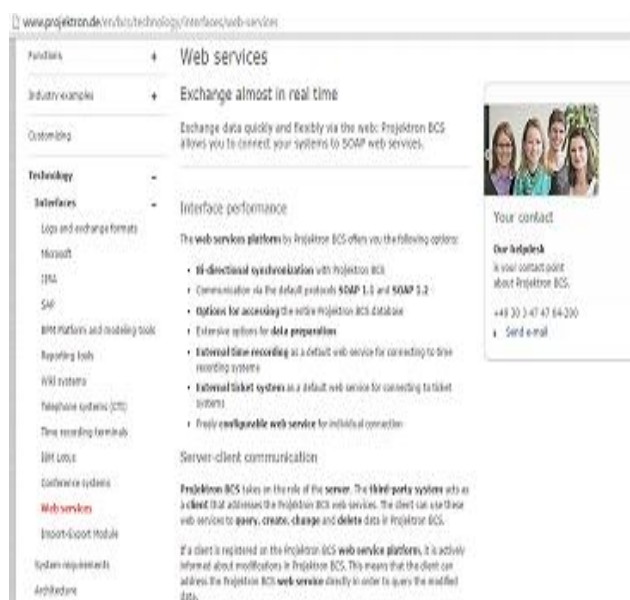 www.projektron.de/en/bcs/technology/interfaces/web-services
Functions +
Industry examples +
Customizing
Technology -
Interfaces -
Logs and exchange formats
Microsoft
SAP
BPM Platform and modeling tools
Reporting tools
Wiki systems
Telephone systems (CTI)
Time recording terminals
IBM Lotus
Conference systems
Web services
Import-Export Module
System requirements
Architecture
Web services
Exchange almost in real time
Exchange data quickly and flexibly via the web: Projektron BCS
allows you to connect your systems to SOAP web services.
Interface performance
The web services platform by Projektron BCS offers you the following options:
• Bi-directional synchronization with Projektron BCS
• Communication via the default protocols SOAP 1.1 and SOAP 1.2
• Options for accessing the entire Projektron BCS database
• Extensive options for data preparation
• External time recording as a default web service for connecting to time
recording systems
• External ticket system as a default web service for connecting to ticket
systems
• Freely configurable web service for individual connection
Server-client communication
Projektron BCS takes on the role of the server. The third-party system acts as
a client that addresses the Projektron BCS web services. The client can use these
web services to query, create, change and delete data in Projektron BCS.
If a client is registered on the Projektron BCS web service platform, it is actively
informed about modifications in Projektron BCS. This means that the client can
address the Projektron BCS web service directly in order to query the modified
data.
Your contact
Our helpdesk
is your contact point
about Projektron BCS.
+49 30 3 47 47 64-200
Send e-mail